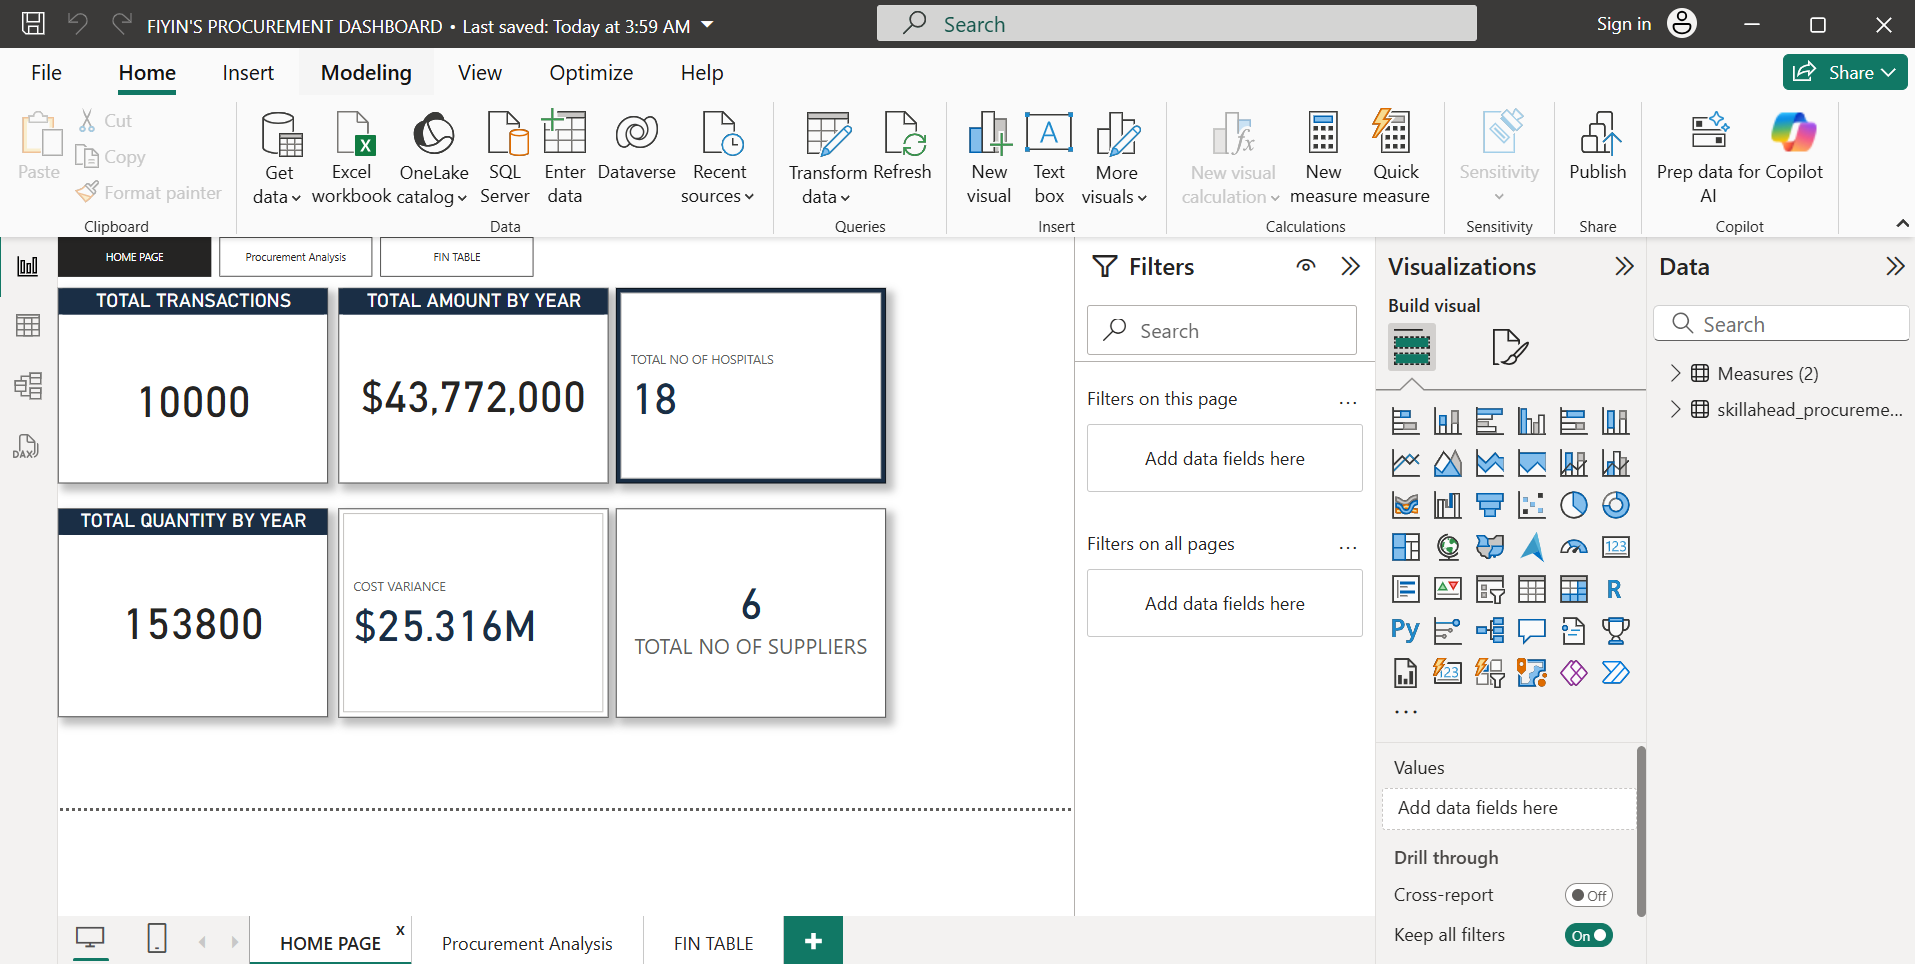 FIYIN'S PROCUREMENT DASHBOARD • Last saved: Today at 3:59 AM
Search
Sign in
File
Home
Insert
Modeling
View
Optimize
Help
Share
Paste
Cut
Copy
Format painter
Clipboard
Get data
Excel workbook
OneLake catalog
SQL Server
Enter data
Dataverse
Recent sources
Data
Transform data
Refresh
Queries
New visual
Text box
More visuals
Insert
New visual calculation
New measure
Quick measure
Calculations
Sensitivity
Sensitivity
Publish
Share
Prep data for AI
Copilot
Copilot
HOME PAGE
Procurement Analysis
FIN TABLE
TOTAL TRANSACTIONS
10000
TOTAL AMOUNT BY YEAR
$43,772,000
TOTAL NO OF HOSPITALS
18
TOTAL QUANTITY BY YEAR
153800
COST VARIANCE
$25.316M
6
TOTAL NO OF SUPPLIERS
Filters
Search
Filters on this page
...
Add data fields here
Filters on all pages
...
Add data fields here
Visualizations
Build visual
123
R
Py
123
...
Values
Add data fields here
Drill through
Cross-report
Off
Keep all filters
On
Data
Search
Measures (2)
skillahead_procureme...
DAX
HOME PAGE
x
Procurement Analysis
FIN TABLE
+